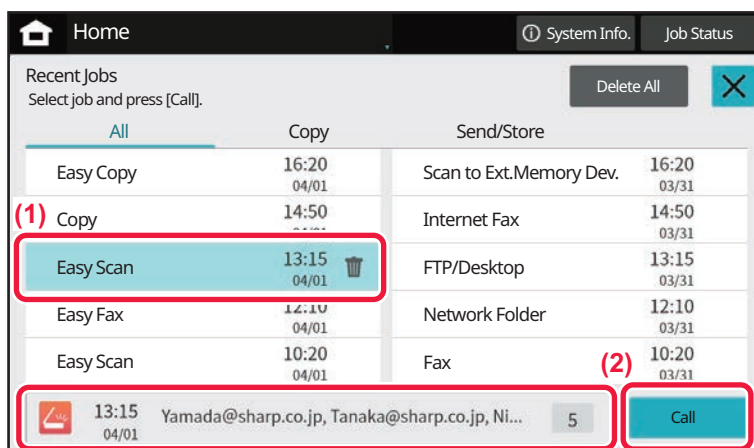 Home
System Info.
Job Status
Recent Jobs
Select job and press [Call].
Delete All
All Copy Send/Store
Easy Copy 16:20
04/01
Scan to Ext.Memory Dev. 16:20
03/31
(1)
Copy 14:50
Internet Fax 14:50
03/31
Easy Scan 13:15
04/01
FTP/Desktop 13:15
03/31
Easy Fax 12:10
04/01
Network Folder 12:10
03/31
Easy Scan 10:20
04/01
Fax 10:20
03/31
(2)
13:15
04/01
Yamada@sharp.co.jp, Tanaka@sharp.co.jp, Ni...
5
Call